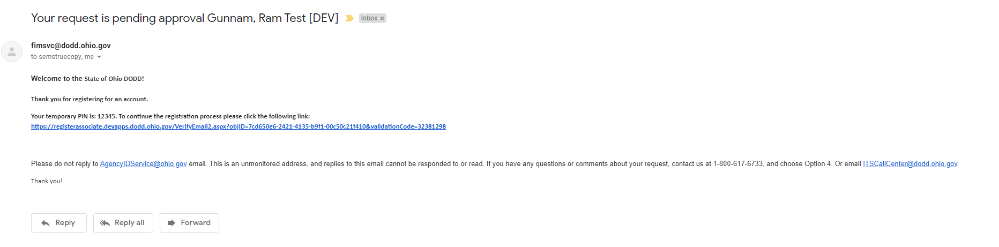 Your request is pending approval Gunnam, Ram Test [DEV]
Inbox x
fimsvc@dodd.ohio.gov
to semstruecopy, me
Welcome to the State of Ohio DODD!
Thank you for registering for an account.
Your temporary PIN is: 12345. To continue the registration process please click the following link:
https://registerassociate.devapps.dodd.ohio.gov/VerifyEmail2.aspx?objID=7cd650e6-2421-4135-b9f1-00c50c21f410&validationCode=32381298
Please do not reply to AgencyIDService@ohio.gov email. This is an unmonitored address, and replies to this email cannot be responded to or read. If you have any questions or comments about your request, contact us at 1-800-617-6733, and choose Option 4. Or email ITSCallCenter@dodd.ohio.gov.
Thank you!
Reply
Reply all
Forward